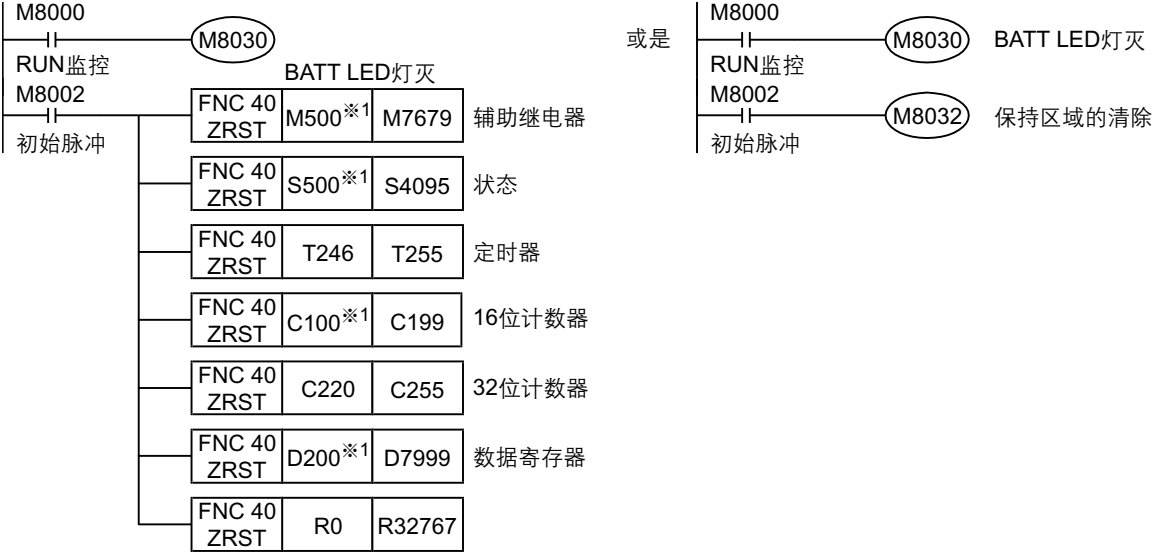 M8000
M8030
RUN监控
BATT LED灯灭
M8002
初始脉冲
FNC 40
ZRST
M500※1
M7679
辅助继电器
FNC 40
ZRST
S500※1
S4095
状态
FNC 40
ZRST
T246
T255
定时器
FNC 40
ZRST
C100※1
C199
16位计数器
FNC 40
ZRST
C220
C255
32位计数器
FNC 40
ZRST
D200※1
D7999
数据寄存器
FNC 40
ZRST
R0
R32767
或是
M8000
M8030
BATT LED灯灭
RUN监控
M8002
M8032
保持区域的清除
初始脉冲